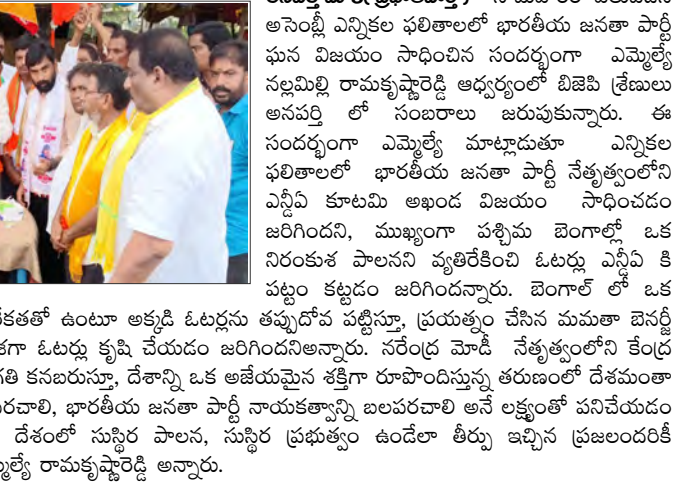 అసెంబ్లీ ఎన్నికల ఫలితాలలో భారతీయ జనతా పార్టీ
ఘన విజయం సాధించిన సందర్భంగా ఎమ్మెల్యే
నల్లమిల్లి రామకృష్ణారెడ్డి ఆధ్వర్యంలో బిజెపి శ్రేణులు
అనపర్తి లో సంబరాలు జరుపుకున్నారు. ఈ
సందర్భంగా ఎమ్మెల్యే మాట్లాడుతూ ఎన్నికల
ఫలితాలలో భారతీయ జనతా పార్టీ నేతృత్వంలోని
ఎన్డీఏ కూటమి అఖండ విజయం సాధించడం
జరిగిందని, ముఖ్యంగా పశ్చిమ బెంగాల్లో ఒక
నిరంకుశ పాలనని వ్యతిరేకించి ఓటర్లు ఎన్డీఏ కి
పట్టం కట్టడం జరిగిందన్నారు. బెంగాల్ లో ఒక
ఉంటూ అక్కడి ఓటర్లను తప్పుదోవ పట్టిస్తూ, ప్రయత్నం చేసిన మమతా బెనర్జీ
ఓటర్లు కృషి చేయడం జరిగిందనిఅన్నారు. నరేంద్ర మోడీ నేతృత్వంలోని కేంద్ర
కనబరుస్తూ, దేశాన్ని ఒక అజేయమైన శక్తిగా రూపొందిస్తున్న తరుణంలో దేశమంతా
భారతీయ జనతా పార్టీ నాయకత్వాన్ని బలపరచాలి అనే లక్ష్యంతో పనిచేయడం
దేశంలో సుస్థిర పాలన, సుస్థిర ప్రభుత్వం ఉండేలా తీర్పు ఇచ్చిన ప్రజలందరికీ
రామకృష్ణారెడ్డి అన్నారు.